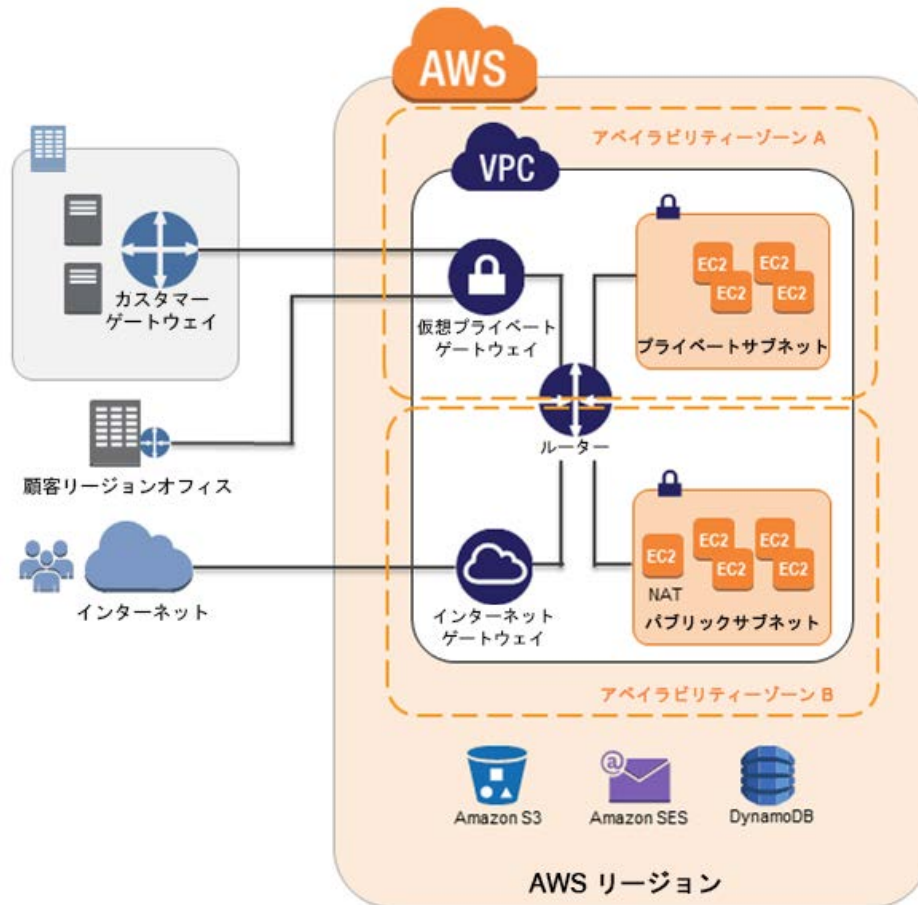 AWS
アベイラビリティーゾーン A
VPC
カスタマー
ゲートウェイ
仮想プライベート
ゲートウェイ
EC2
EC2
EC2
EC2
プライベートサブネット
ルーター
顧客リージョンオフィス
インターネット
インターネット
ゲートウェイ
EC2
EC2
EC2
EC2
EC2
NAT
パブリックサブネット
アベイラビリティーゾーン B
@
Amazon S3
Amazon SES
DynamoDB
AWS リージョン